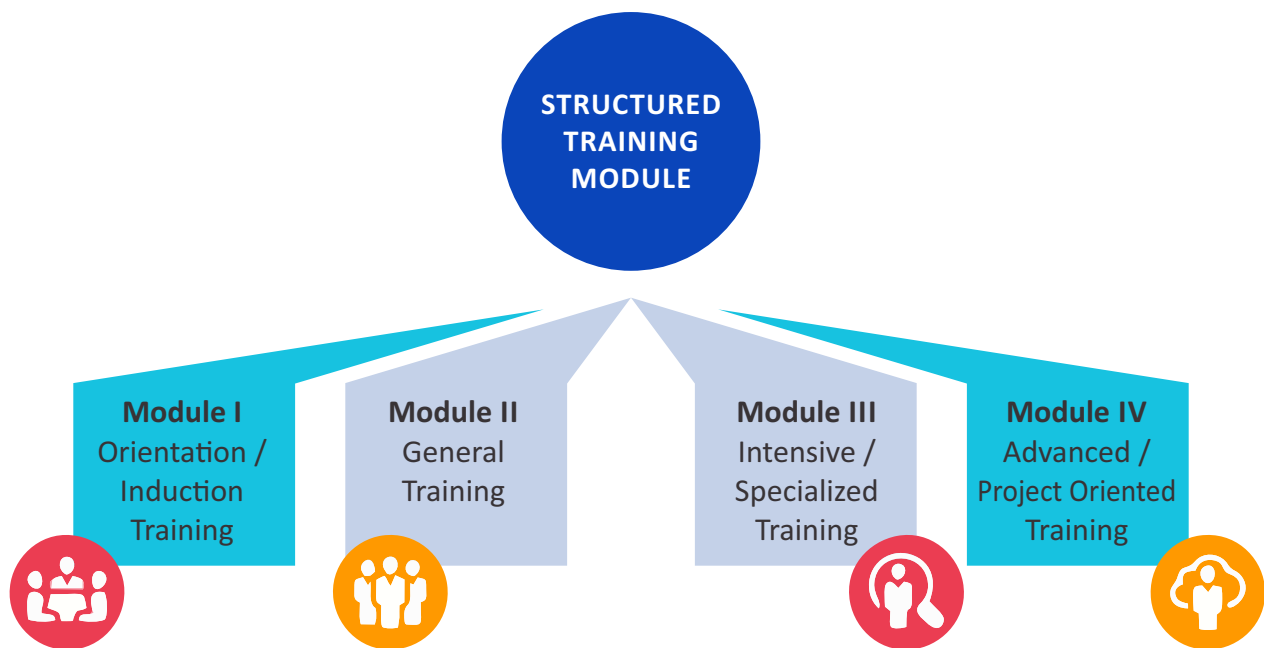 STRUCTURED
TRAINING
MODULE
Module I
Orientation /
Induction
Training
Module II
General
Training
Module III
Intensive /
Specialized
Training
Module IV
Advanced /
Project Oriented
Training